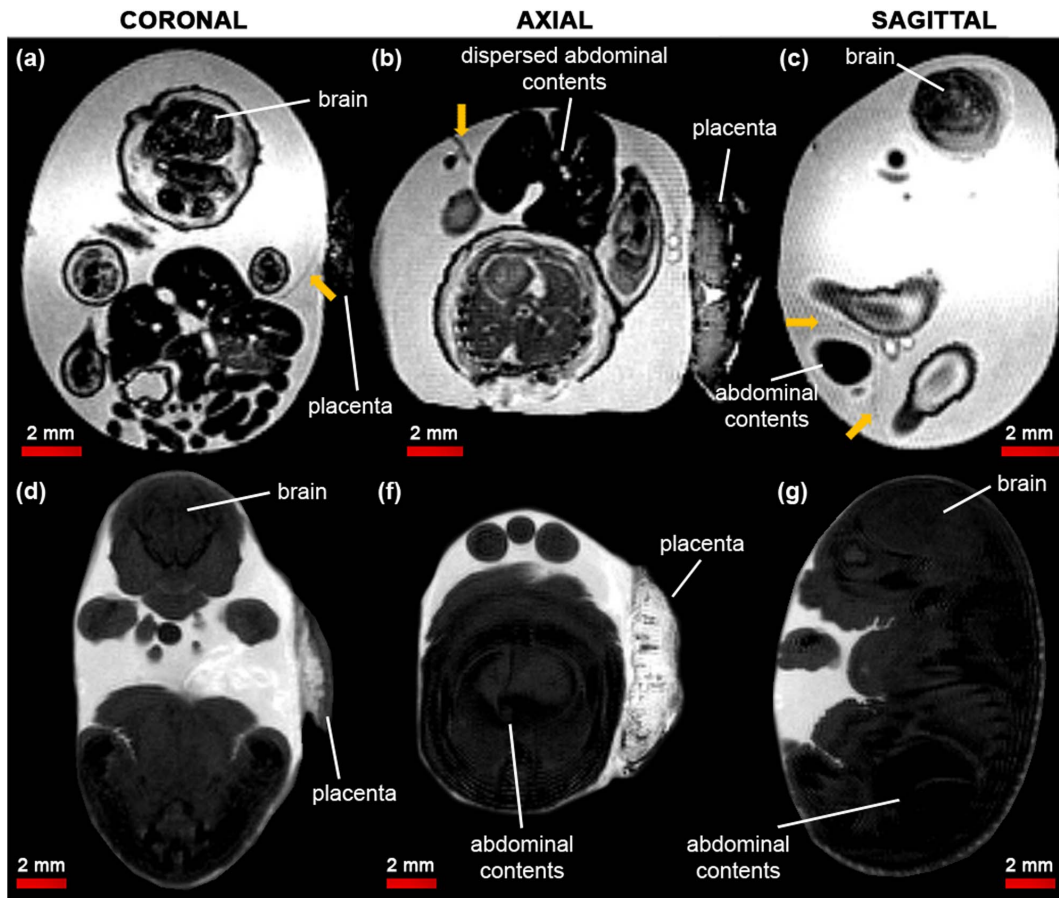 CORONAL
AXIAL
SAGITTAL
(a)
brain
placenta
2 mm
(b)
dispersed abdominal
contents
placenta
2 mm
(c)
brain
abdominal
contents
2 mm
(d)
brain
placenta
2 mm
(f)
placenta
abdominal
contents
2 mm
(g)
brain
abdominal
contents
2 mm